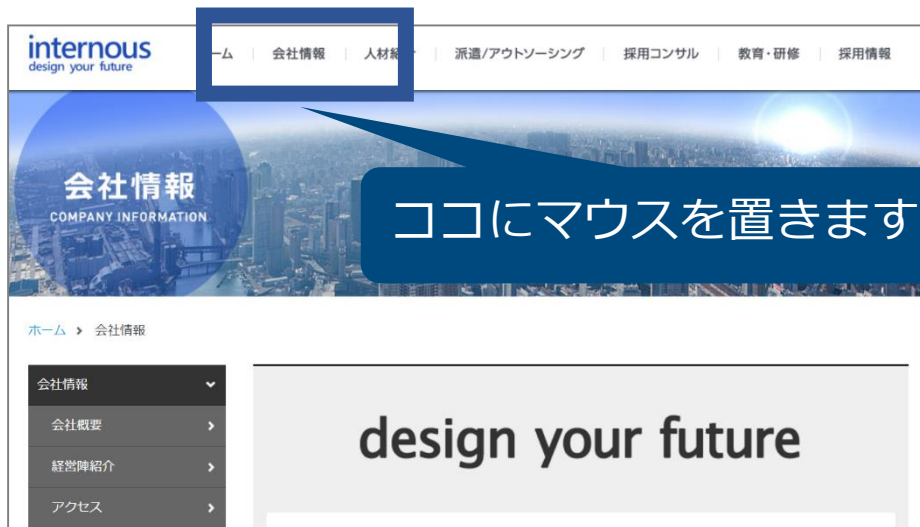 internous
design your future
ーム 会社情報 人材紹 派遣/アウトソーシング 採用コンサル 教育・研修 採用情報
会社情報
COMPANY INFORMATION
ココにマウスを置きます
ホーム > 会社情報
会社情報
会社概要
経営陣紹介
アクセス
design your future